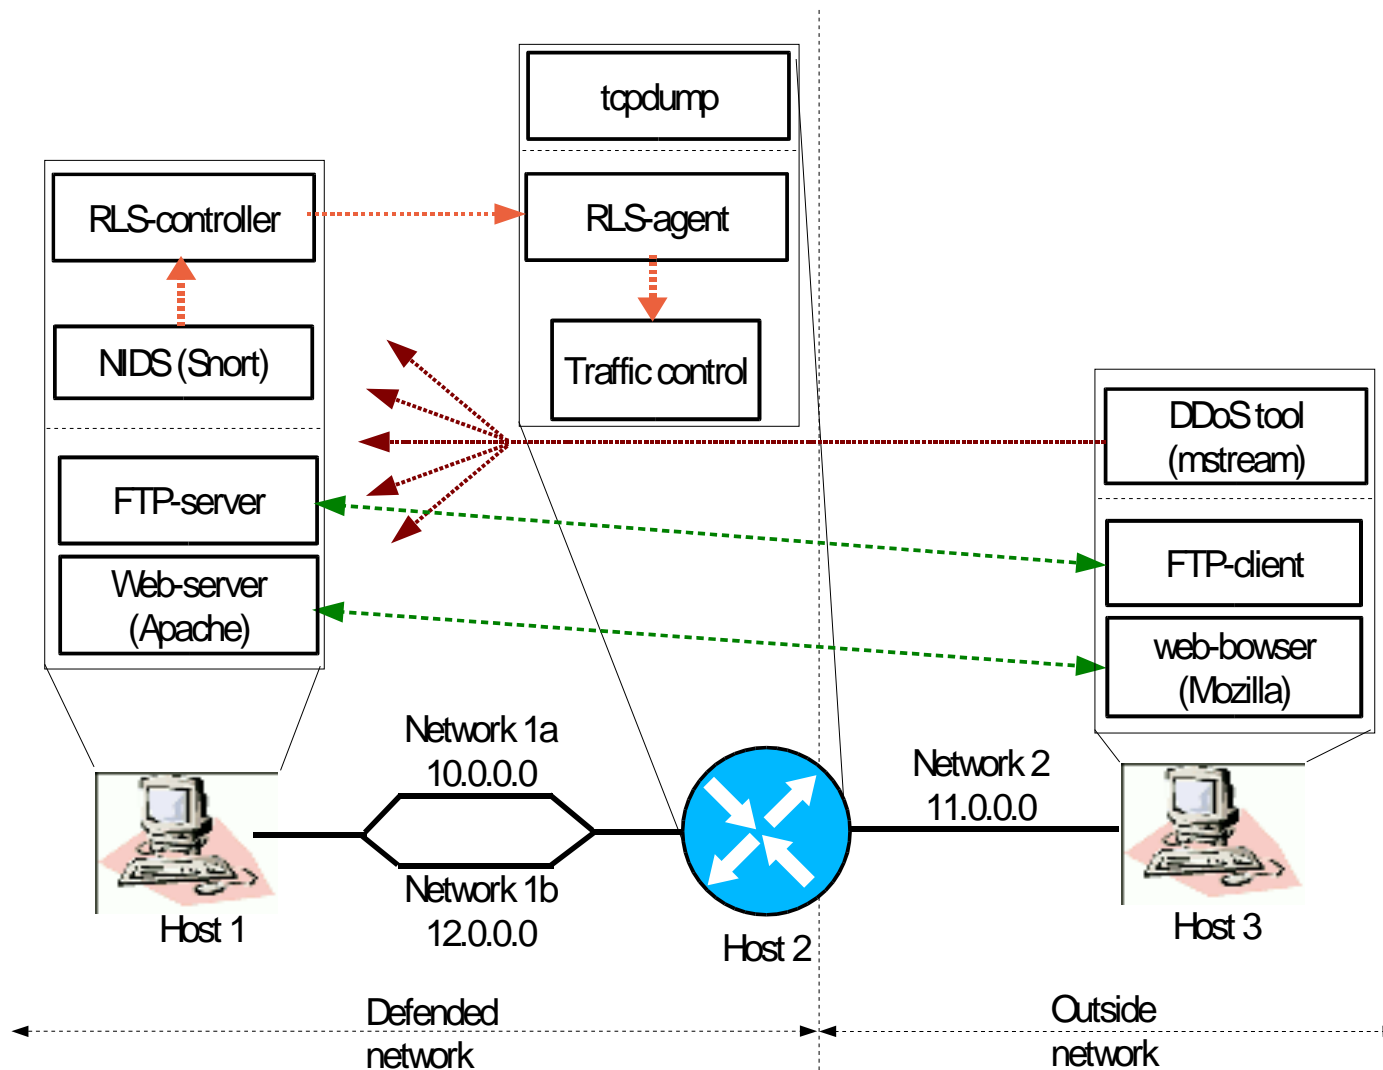 tcpdump
RLS-controller
RLS-agent
NIDS (Snort)
Traffic control
DDoS tool
(mstream)
FTP-server
FTP-client
Web-server
(Apache)
web-bowser
(Mozilla)
Network 1a
10.0.0.0
Network 2
11.0.0.0
Network 1b
12.0.0.0
Host 1
Host 2
Host 3
Defended
network
Outside
network